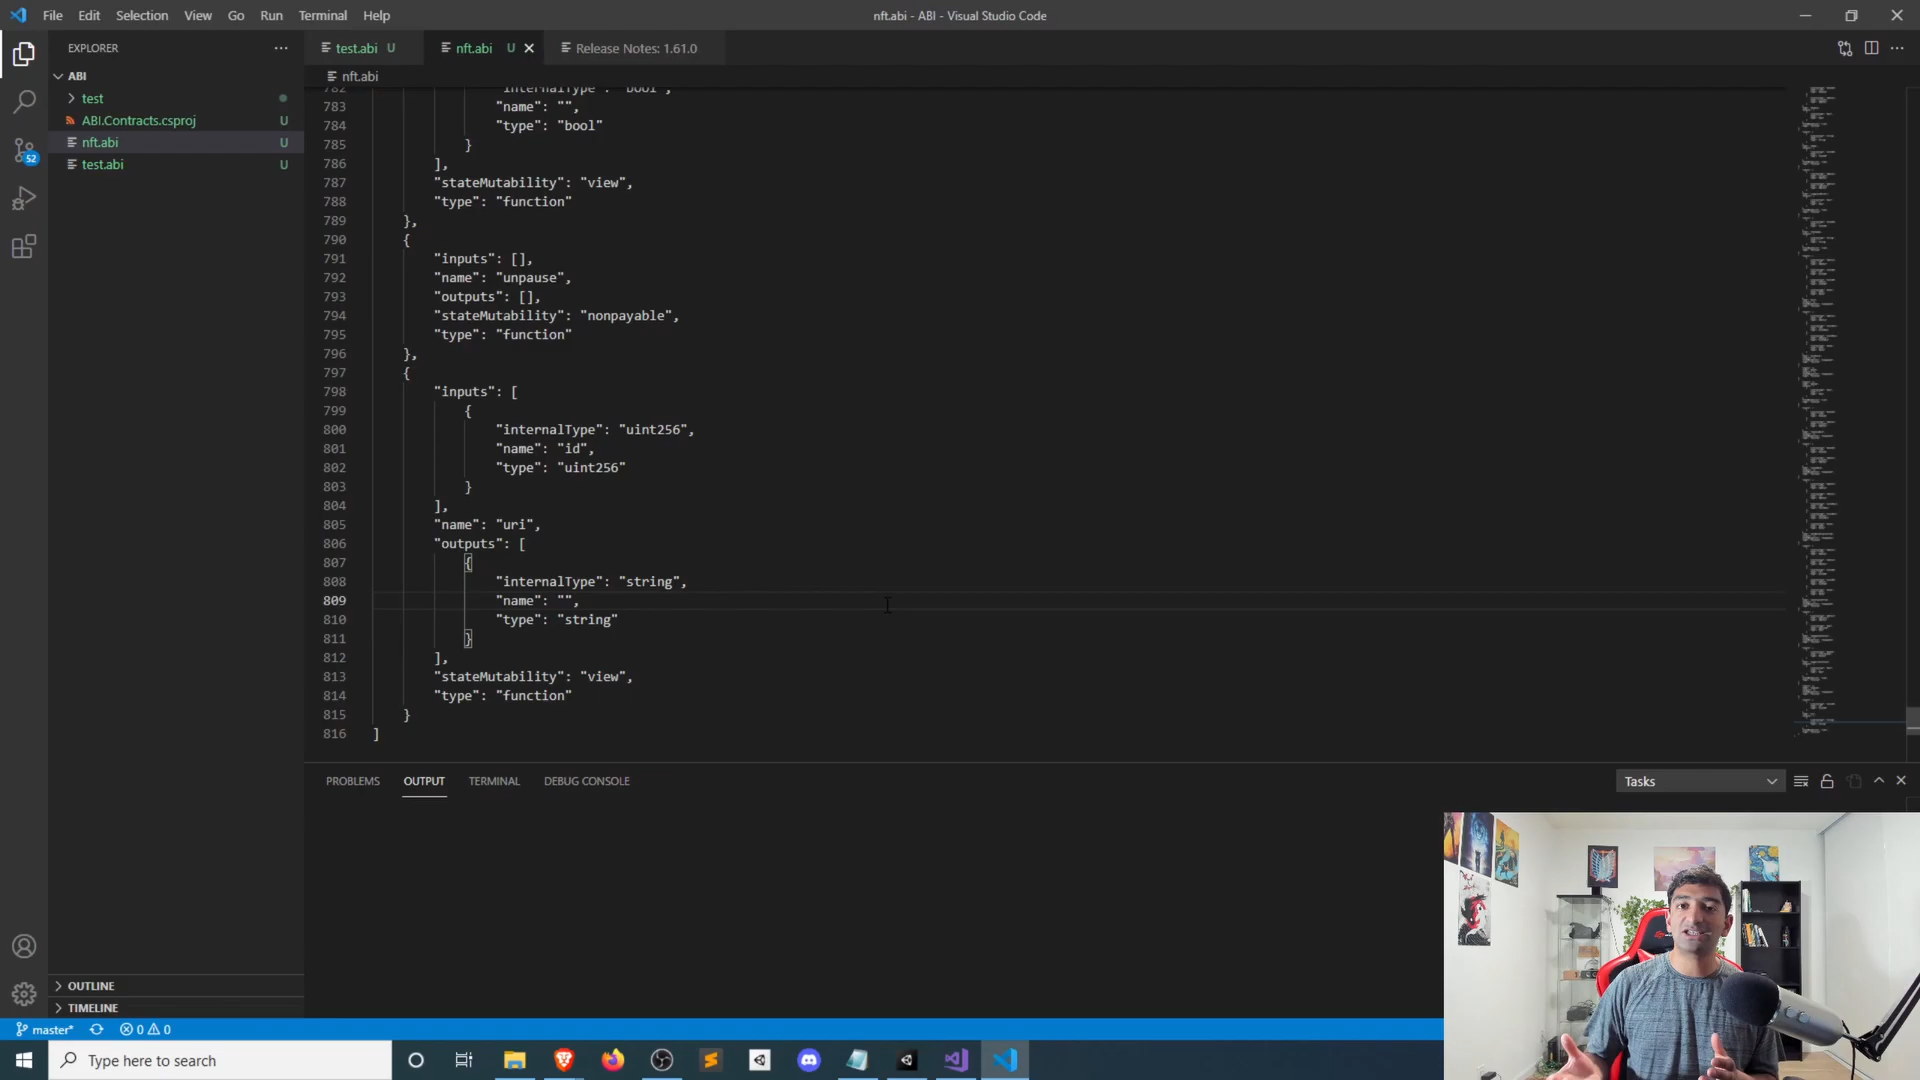 File Edit Selection View Go Run Terminal Help
nft.abi - ABI - Visual Studio Code
EXPLORER
ABI
test
ABI.Contracts.csproj U
nft.abi U
test.abi U
52
OUTLINE
TIMELINE
test.abi U
nft.abi U
Release Notes: 1.61.0
nft.abi
782 "internalType": "bool",
783 "name": "",
784 "type": "bool"
785 }
786 ],
787 "stateMutability": "view",
788 "type": "function"
789 },
790 {
791 "inputs": [],
792 "name": "unpause",
793 "outputs": [],
794 "stateMutability": "nonpayable",
795 "type": "function"
796 },
797 {
798 "inputs": [
799 {
800 "internalType": "uint256",
801 "name": "id",
802 "type": "uint256"
803 }
804 ],
805 "name": "uri",
806 "outputs": [
807 {
808 "internalType": "string",
809 "name": "",
810 "type": "string"
811 }
812 ],
813 "stateMutability": "view",
814 "type": "function"
815 }
816 ]
PROBLEMS OUTPUT TERMINAL DEBUG CONSOLE
Tasks
master* 0 0
Type here to search